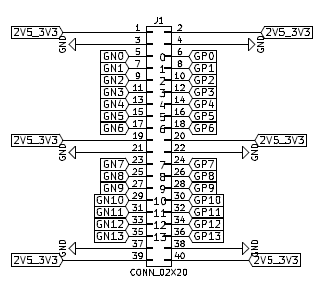 J1
2V5_3V3 1 2 2V5_3V3
GND 3 4 GND
GN0 5 0 6 GP0
GN1 7 1 8 GP1
GN2 9 2 10 GP2
GN3 11 3 12 GP3
GN4 13 4 14 GP4
GN5 15 5 16 GP5
GN6 17 6 18 GP6
2V5_3V3 19 20 2V5_3V3
GND 21 22 GND
GN7 23 7 24 GP7
GN8 25 8 26 GP8
GN9 27 9 28 GP9
GN10 29 10 30 GP10
GN11 31 11 32 GP11
GN12 33 12 34 GP12
GN13 35 13 36 GP13
GND 37 38 GND
2V5_3V3 39 40 2V5_3V3
CONN_02X20